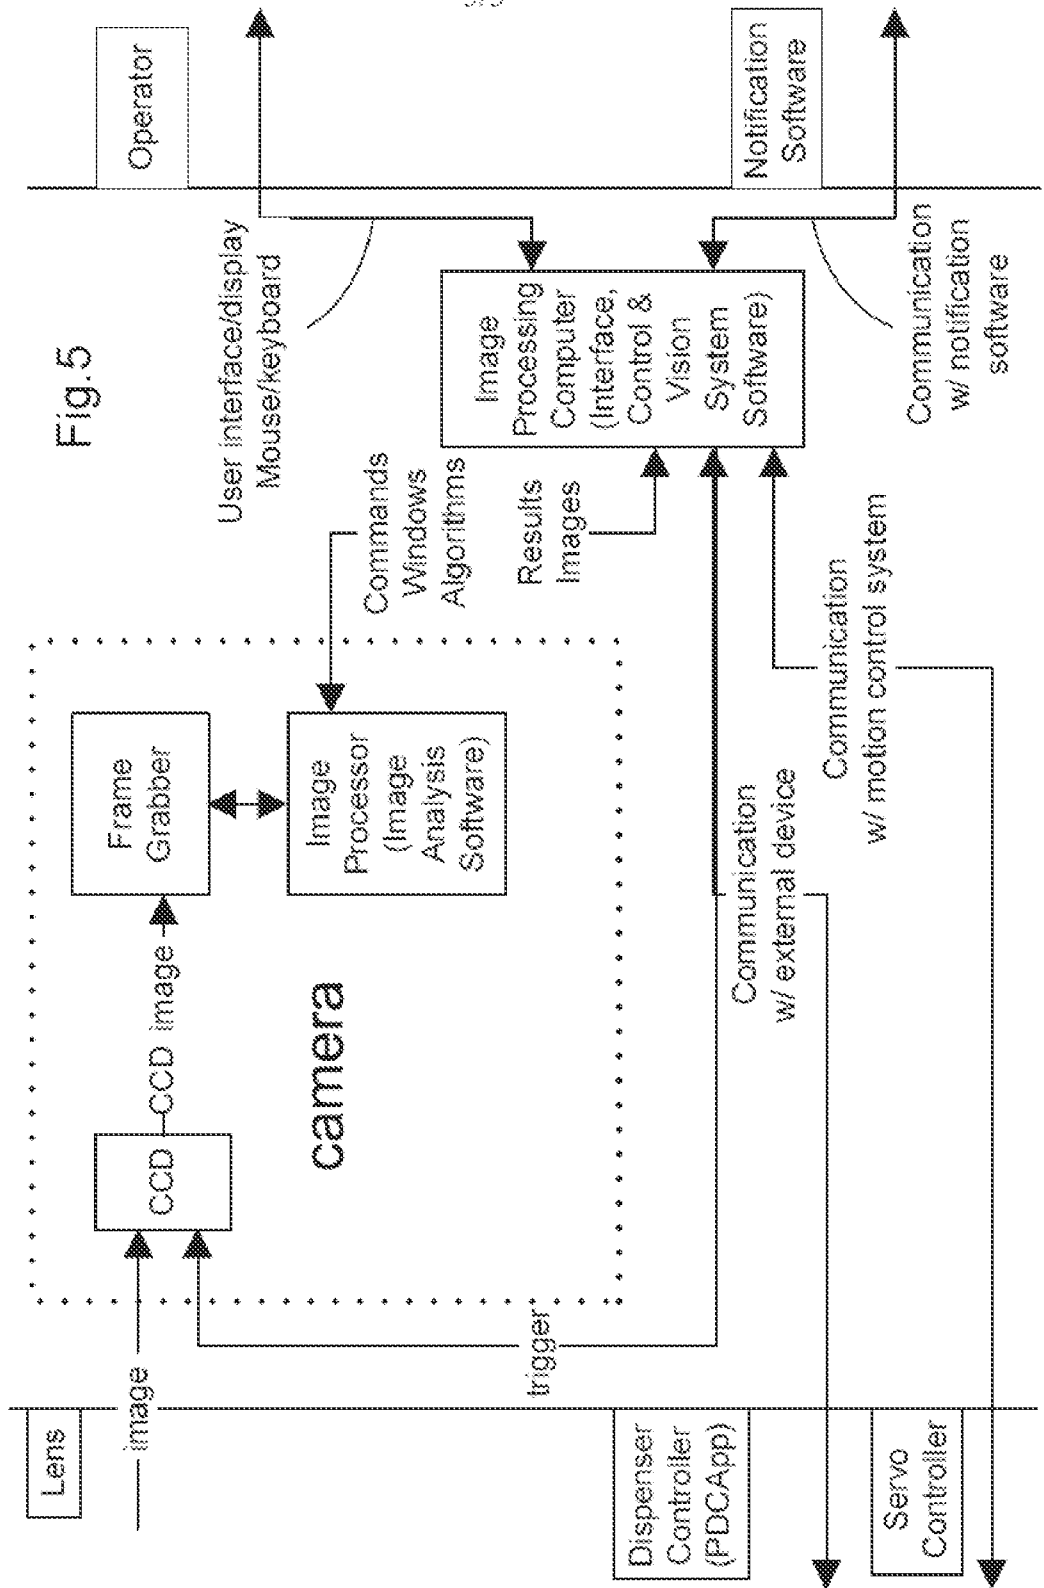 Fig.5
Lens
image
CCD
CCD image
Frame
Grabber
Image
Processor
(Image
Analysis
Software)
camera
trigger
User interface/display
Mouse/keyboard
Operator
Commands
Windows
Algorithms
Results
Images
Image
Processing
Computer
(Interface,
Control &
Vision
System
Software)
Notification
Software
Communication
w/ notification
software
Dispenser
Controller
(PDCApp)
Communication
w/ external device
Servo
Controller
Communication
w/ motion control system